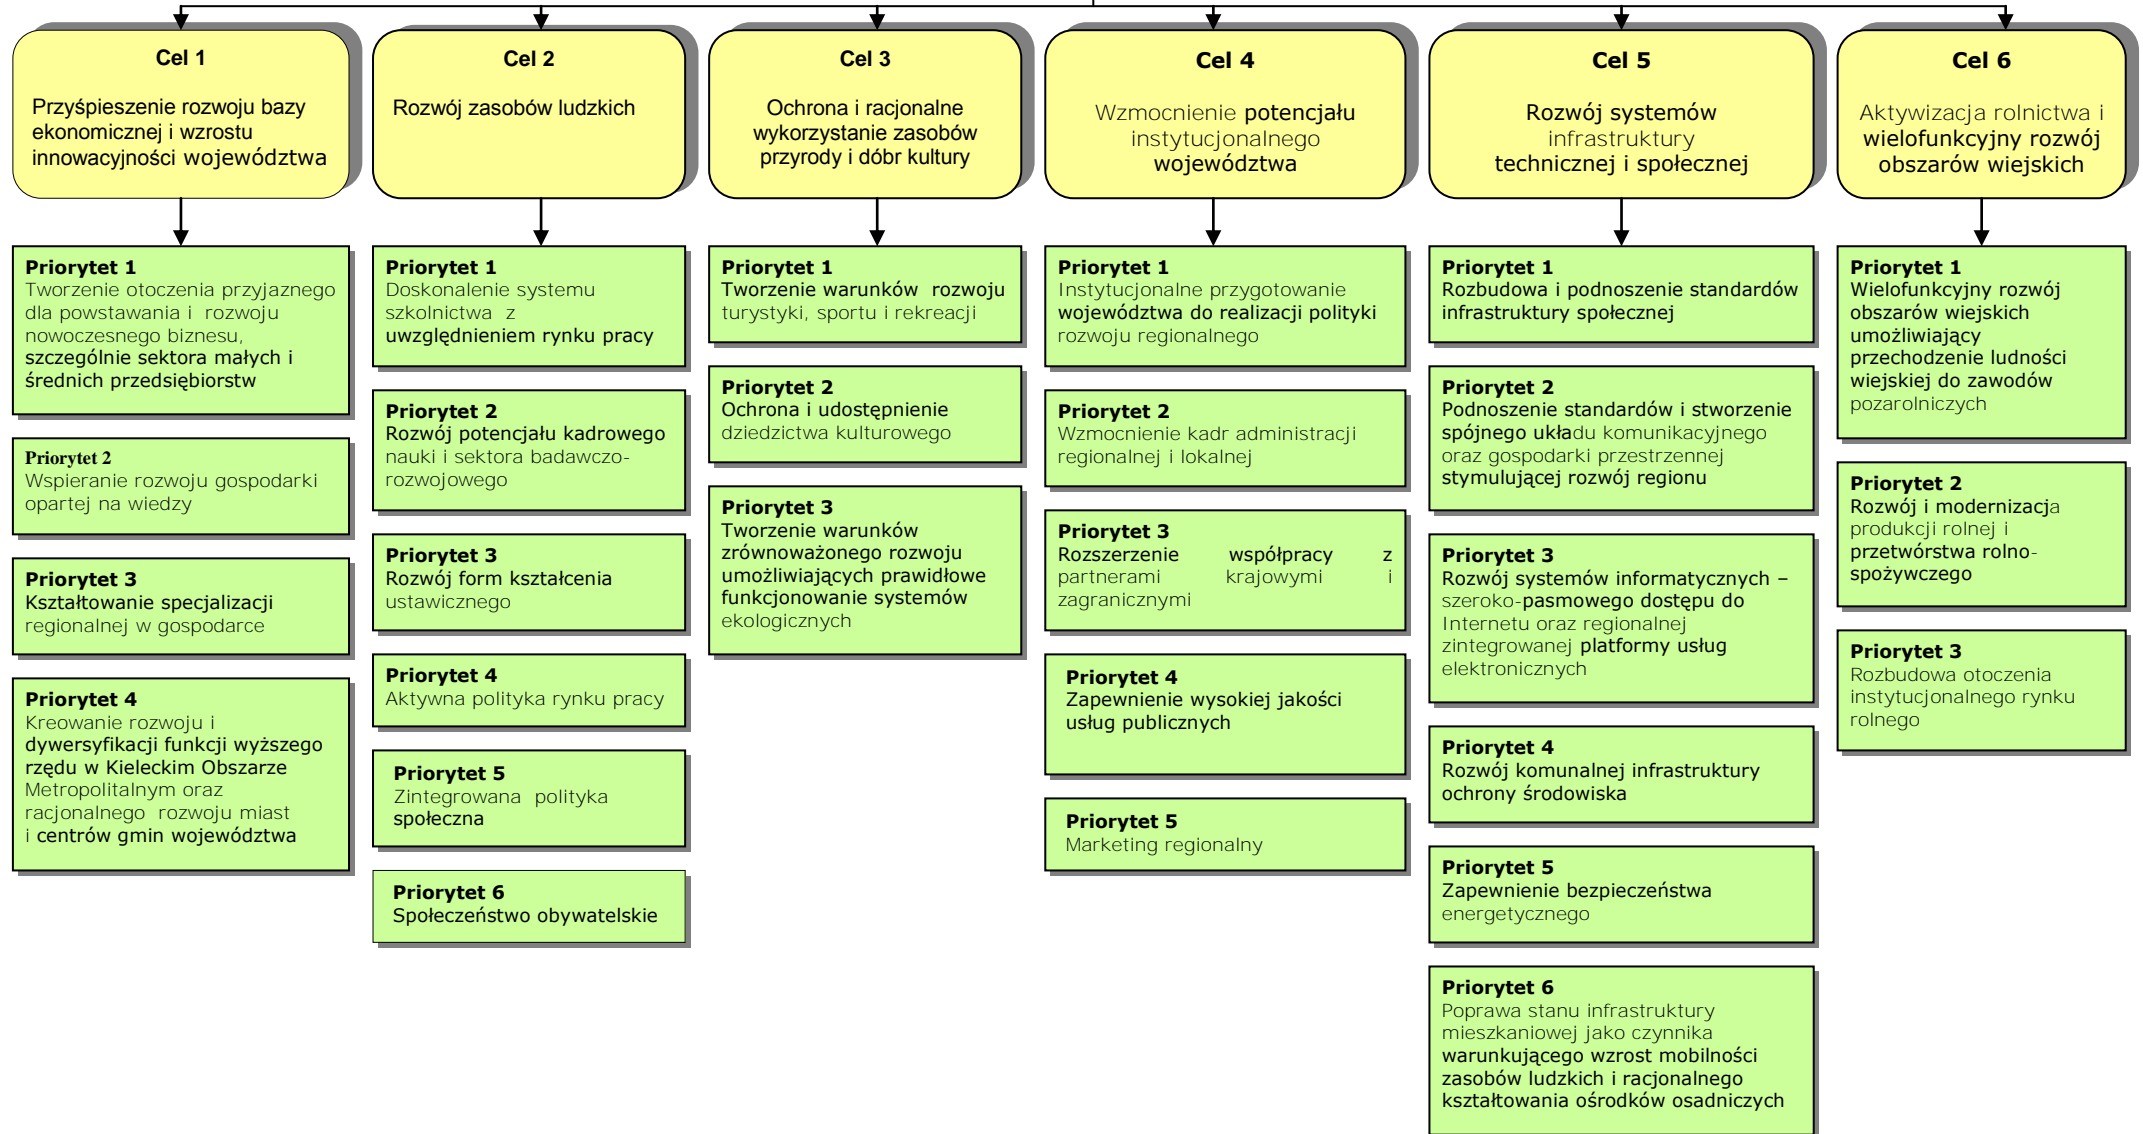 Cel 1
Przyśpieszenie rozwoju bazy
ekonomicznej i wzrostu
innowacyjności województwa
Priorytet 1
Tworzenie otoczenia przyjaznego
dla powstawania i rozwoju
nowoczesnego biznesu,
szczególnie sektora małych i
średnich przedsiębiorstw
Priorytet 2
Wspieranie rozwoju gospodarki
opartej na wiedzy
Priorytet 3
Kształtowanie specjalizacji
regionalnej w gospodarce
Priorytet 4
Kreowanie rozwoju i
dywersyfikacji funkcji wyższego
rzędu w Kieleckim Obszarze
Metropolitalnym oraz
racjonalnego rozwoju miast
i centrów gmin województwa
Cel 2
Rozwój zasobów ludzkich
Priorytet 1
Doskonalenie systemu
szkolnictwa z
uwzględnieniem rynku pracy
Priorytet 2
Rozwój potencjału kadrowego
nauki i sektora badawczo-
rozwojowego
Priorytet 3
Rozwój form kształcenia
ustawicznego
Priorytet 4
Aktywna polityka rynku pracy
Priorytet 5
Zintegrowana polityka
społeczna
Priorytet 6
Społeczeństwo obywatelskie
Cel 3
Ochrona i racjonalne
wykorzystanie zasobów
przyrody i dóbr kultury
Priorytet 1
Tworzenie warunków rozwoju
turystyki, sportu i rekreacji
Priorytet 2
Ochrona i udostępnienie
dziedzictwa kulturowego
Priorytet 3
Tworzenie warunków
zrównoważonego rozwoju
umożliwiających prawidłowe
funkcjonowanie systemów
ekologicznych
Cel 4
Wzmocnienie potencjału
instytucjonalnego
województwa
Priorytet 1
Instytucjonalne przygotowanie
województwa do realizacji polityki
rozwoju regionalnego
Priorytet 2
Wzmocnienie kadr administracji
regionalnej i lokalnej
Priorytet 3
Rozszerzenie współpracy z
partnerami krajowymi i
zagranicznymi
Priorytet 4
Zapewnienie wysokiej jakości
usług publicznych
Priorytet 5
Marketing regionalny
Cel 5
Rozwój systemów
infrastruktury
technicznej i społecznej
Priorytet 1
Rozbudowa i podnoszenie standardów
infrastruktury społecznej
Priorytet 2
Podnoszenie standardów i stworzenie
spójnego układu komunikacyjnego
oraz gospodarki przestrzennej
stymulującej rozwój regionu
Priorytet 3
Rozwój systemów informatycznych –
szeroko-pasmowego dostępu do
Internetu oraz regionalnej
zintegrowanej platformy usług
elektronicznych
Priorytet 4
Rozwój komunalnej infrastruktury
ochrony środowiska
Priorytet 5
Zapewnienie bezpieczeństwa
energetycznego
Priorytet 6
Poprawa stanu infrastruktury
mieszkaniowej jako czynnika
warunkującego wzrost mobilności
zasobów ludzkich i racjonalnego
kształtowania ośrodków osadniczych
Cel 6
Aktywizacja rolnictwa i
wielofunkcyjny rozwój
obszarów wiejskich
Priorytet 1
Wielofunkcyjny rozwój
obszarów wiejskich
umożliwiający
przechodzenie ludności
wiejskiej do zawodów
pozarolniczych
Priorytet 2
Rozwój i modernizacja
produkcji rolnej i
przetwórstwa rolno-
spożywczego
Priorytet 3
Rozbudowa otoczenia
instytucjonalnego rynku
rolnego